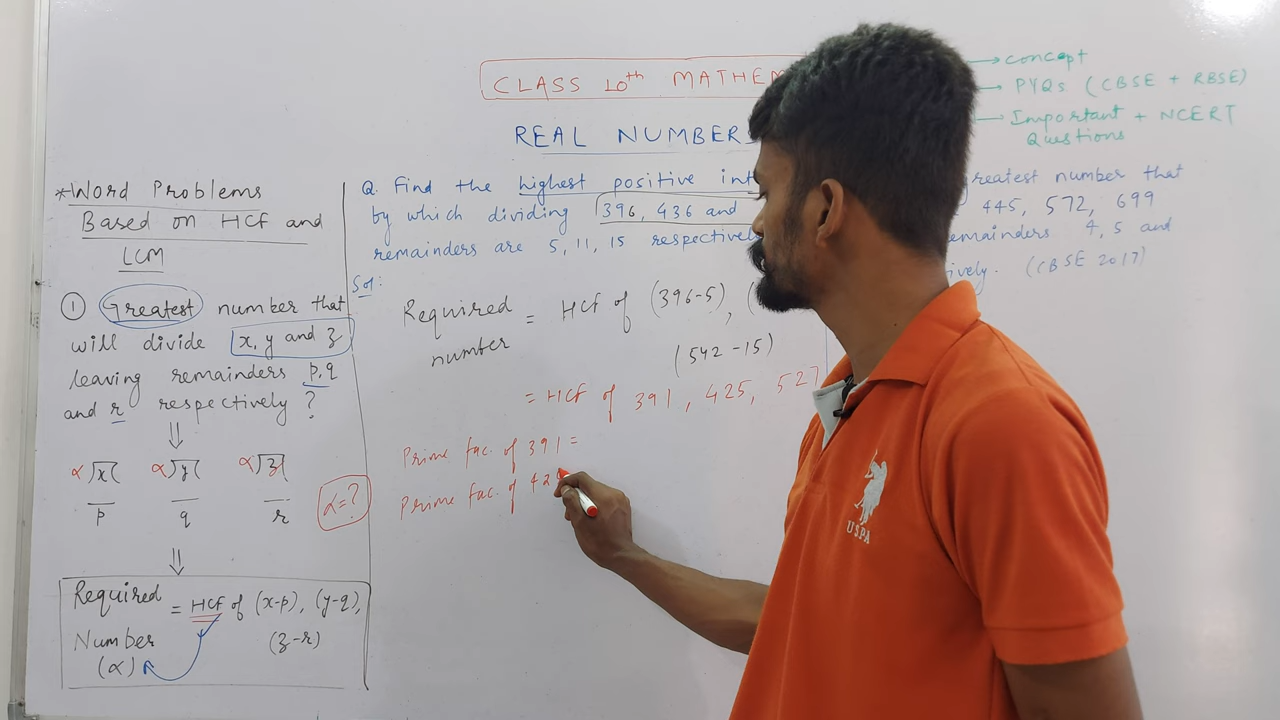 CLASS 10th MATHEM
→ concept
→ PYQs (CBSE + RBSE)
→ Important + NCERT
Questions
REAL NUMBER
*Word Problems
Based on HCF and
LCM
① Greatest number that
will divide x, y and z
leaving remainders p, q
and r respectively?
⇓
α x α y α z
p q r
α=?
⇓
Required
Number
(α)
= HCF of (x-p), (y-q),
(z-r)
Q. Find the highest positive int
by which dividing 396, 436 and
remainders are 5, 11, 15 respectively
Sol:
Required
number
= HCF of (396-5), (
(542-15)
= HCF of 391, 425, 527
Prime fac. of 391 =
Prime fac. of 42
reatest number that
445, 572, 699
emainders 4, 5 and
ively. (CBSE 2017)
USPA